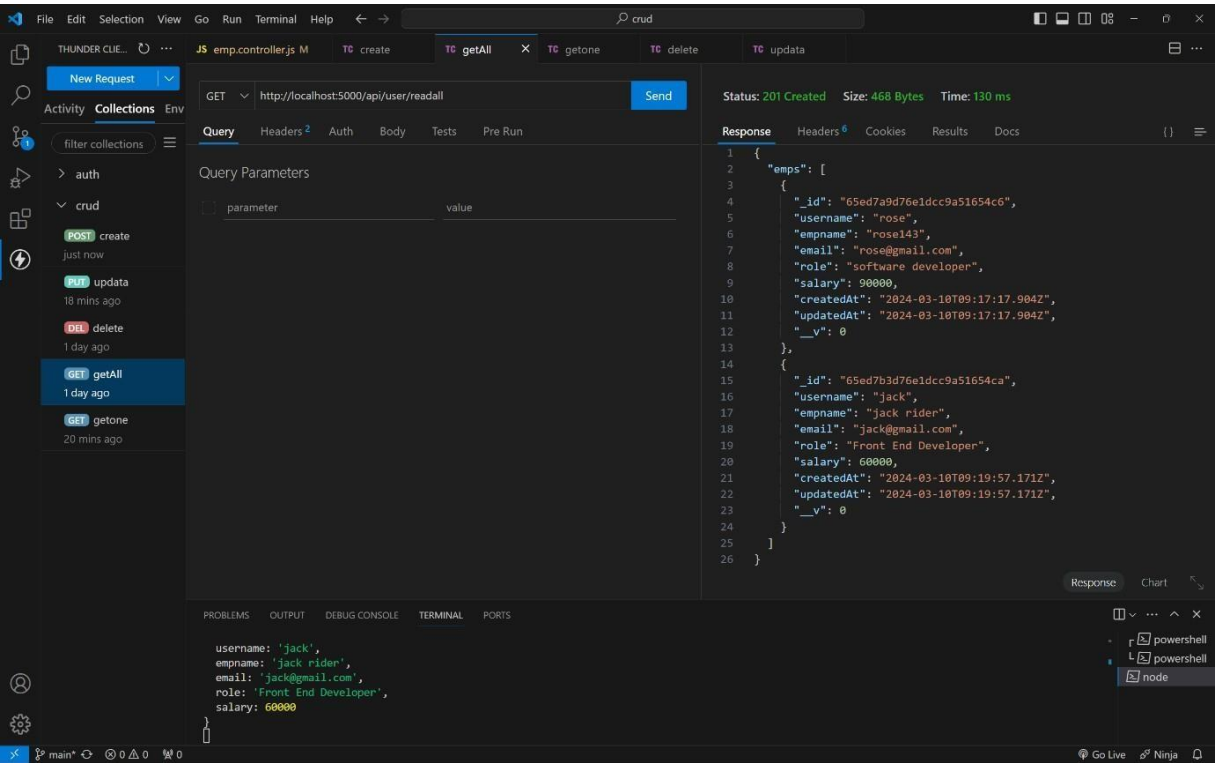 File Edit Selection View Go Run Terminal Help ← → crud
THUNDER CLIE... ···
New Request
Activity Collections Env
filter collections
> auth
crud
POST create
just now
PUT updata
18 mins ago
DEL delete
1 day ago
GET getAll
1 day ago
GET getone
20 mins ago
JS emp.controller.js M TC create TC getAll × TC getone TC delete TC updata ···
GET http://localhost:5000/api/user/readall Send
Query Headers 2 Auth Body Tests Pre Run
Query Parameters
parameter value
Status: 201 Created Size: 468 Bytes Time: 130 ms
Response Headers 6 Cookies Results Docs {}
1 {
2 "emps": [
3 {
4 "_id": "65ed7a9d76e1dcc9a51654c6",
5 "username": "rose",
6 "empname": "rose143",
7 "email": "rose@gmail.com",
8 "role": "software developer",
9 "salary": 90000,
10 "createdAt": "2024-03-10T09:17:17.904Z",
11 "updatedAt": "2024-03-10T09:17:17.904Z",
12 "__v": 0
13 },
14 {
15 "_id": "65ed7b3d76e1dcc9a51654ca",
16 "username": "jack",
17 "empname": "jack rider",
18 "email": "jack@gmail.com",
19 "role": "Front End Developer",
20 "salary": 60000,
21 "createdAt": "2024-03-10T09:19:57.171Z",
22 "updatedAt": "2024-03-10T09:19:57.171Z",
23 "__v": 0
24 }
25 ]
26 }
Response Chart
PROBLEMS OUTPUT DEBUG CONSOLE TERMINAL PORTS
username: 'jack',
empname: 'jack rider',
email: 'jack@gmail.com',
role: 'Front End Developer',
salary: 60000
}
powershell
powershell
node
main* 0 0 0 Go Live Ninja